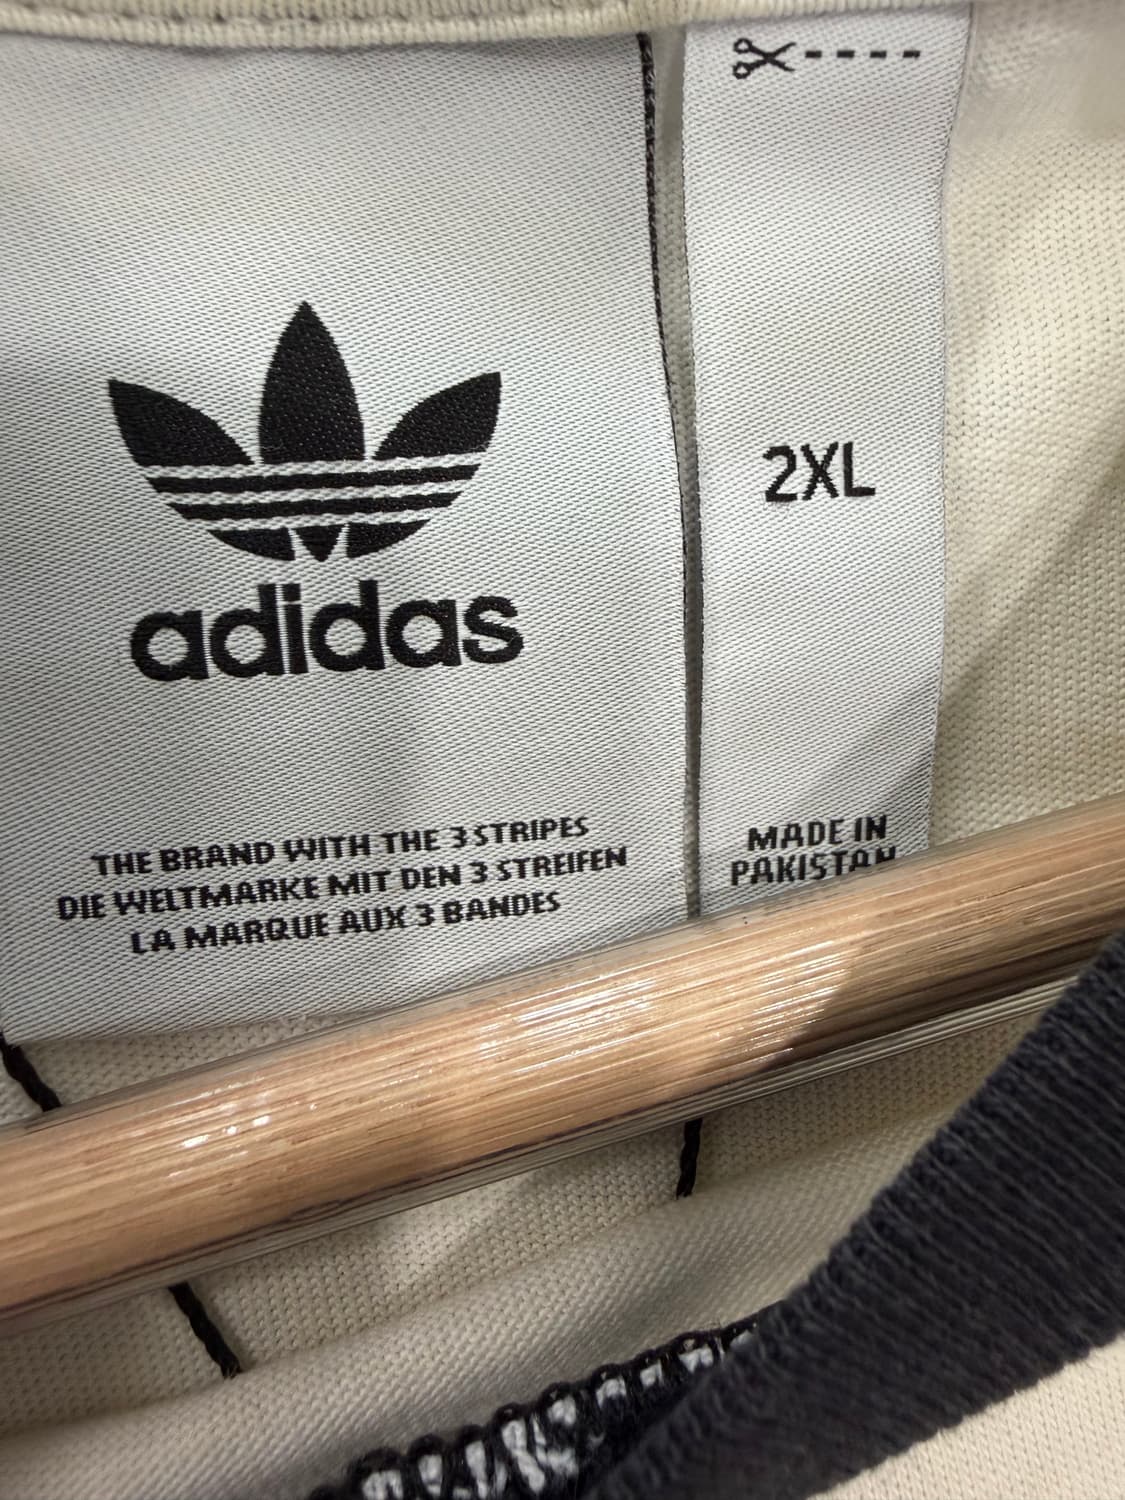 adidas
THE BRAND WITH THE 3 STRIPES
DIE WELTMARKE MIT DEN 3 STREIFEN
LA MARQUE AUX 3 BANDES
2XL
MADE IN
PAKISTAN